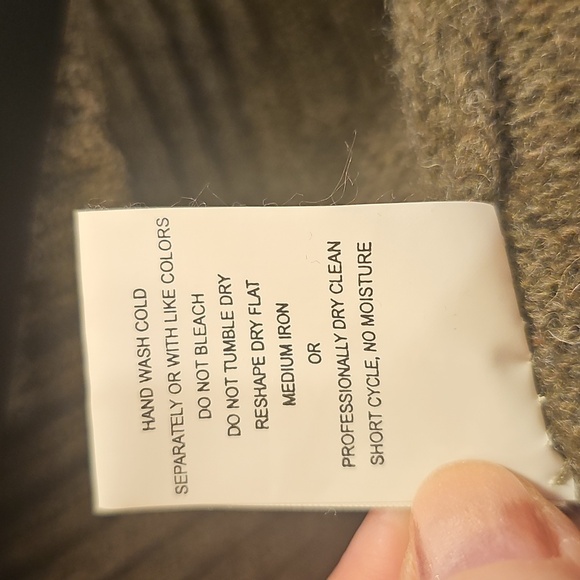 HAND WASH COLD
SEPARATELY OR WITH LIKE COLORS
DO NOT BLEACH
DO NOT TUMBLE DRY
RESHAPE DRY FLAT
MEDIUM IRON
OR
PROFESSIONALLY DRY CLEAN
SHORT CYCLE, NO MOISTURE